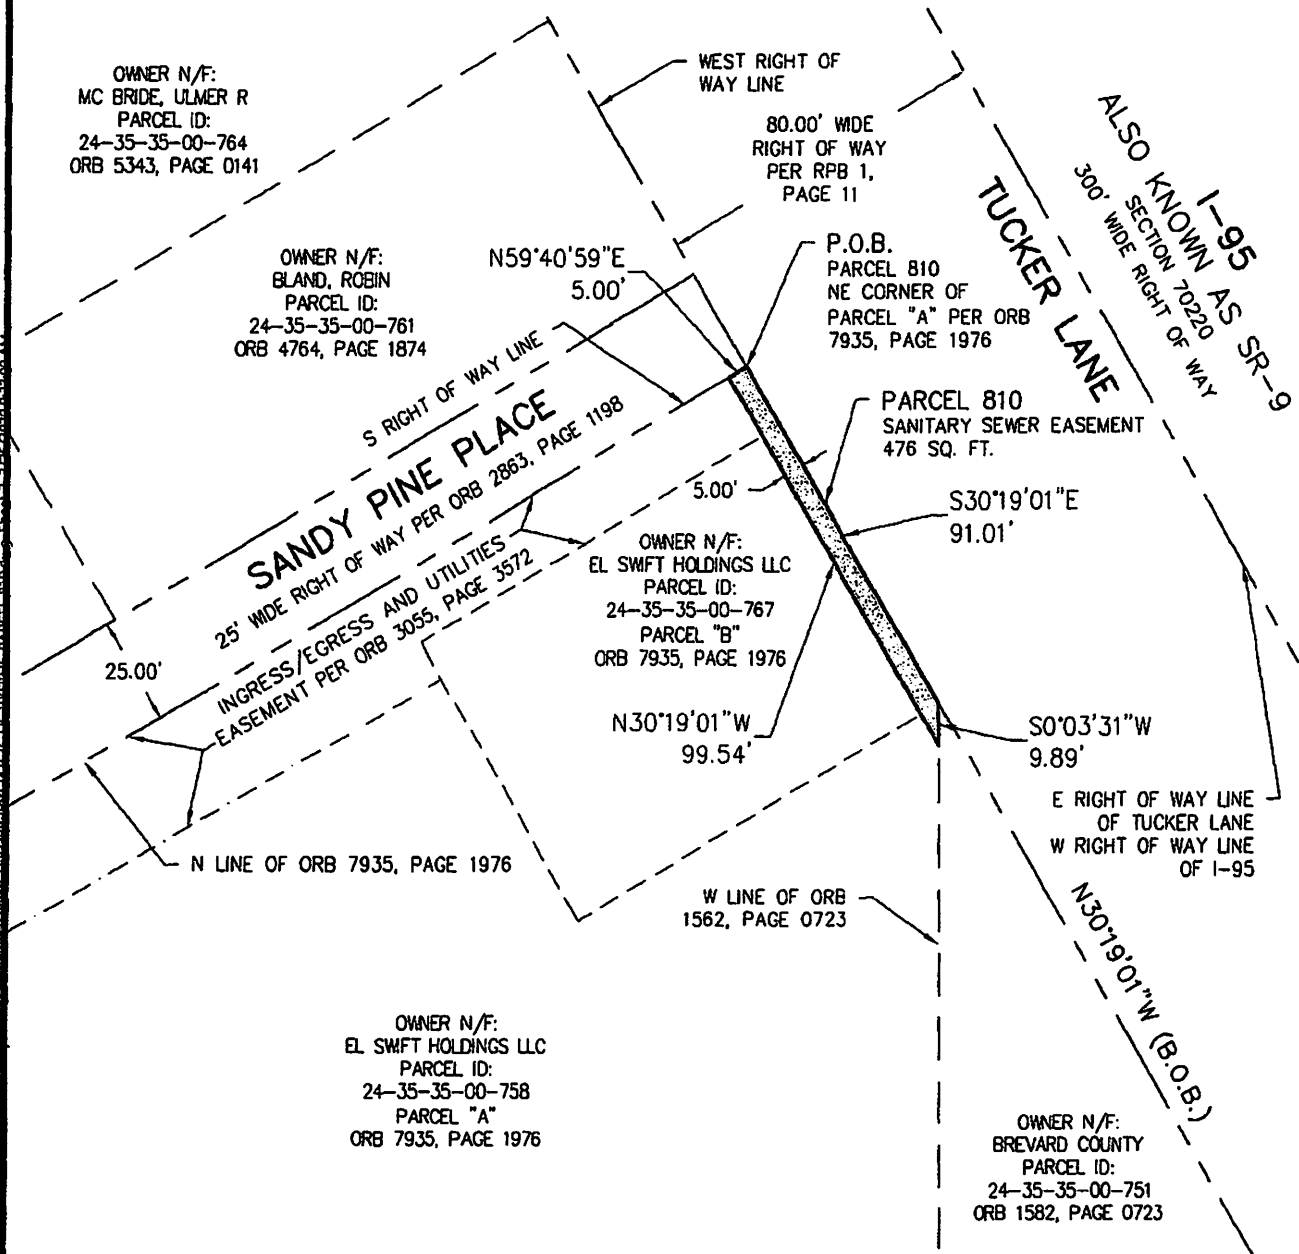 OWNER N/F:
MC BRIDE, ULMER R
PARCEL ID:
24-35-35-00-764
ORB 5343, PAGE 0141
WEST RIGHT OF
WAY LINE
80.00' WIDE
RIGHT OF WAY
PER RPB 1,
PAGE 11
I-95
ALSO KNOWN AS SR-9
SECTION 70220
300' WIDE RIGHT OF WAY
TUCKER LANE
OWNER N/F:
BLAND, ROBIN
PARCEL ID:
24-35-35-00-761
ORB 4764, PAGE 1874
N59°40'59"E
5.00'
P.O.B.
PARCEL 810
NE CORNER OF
PARCEL "A" PER ORB
7935, PAGE 1976
S RIGHT OF WAY LINE
SANDY PINE PLACE
25' WIDE RIGHT OF WAY PER ORB 2863, PAGE 1198
INGRESS/EGRESS AND UTILITIES
EASEMENT PER ORB 3055, PAGE 3572
PARCEL 810
SANITARY SEWER EASEMENT
476 SQ. FT.
5.00'
S30°19'01"E
91.01'
OWNER N/F:
EL SWIFT HOLDINGS LLC
PARCEL ID:
24-35-35-00-767
PARCEL "B"
ORB 7935, PAGE 1976
25.00'
N30°19'01"W
99.54'
S0°03'31"W
9.89'
E RIGHT OF WAY LINE
OF TUCKER LANE
W RIGHT OF WAY LINE
OF I-95
N LINE OF ORB 7935, PAGE 1976
W LINE OF ORB
1562, PAGE 0723
N30°19'01"W (B.O.B.)
OWNER N/F:
EL SWIFT HOLDINGS LLC
PARCEL ID:
24-35-35-00-758
PARCEL "A"
ORB 7935, PAGE 1976
OWNER N/F:
BREVARD COUNTY
PARCEL ID:
24-35-35-00-751
ORB 1582, PAGE 0723